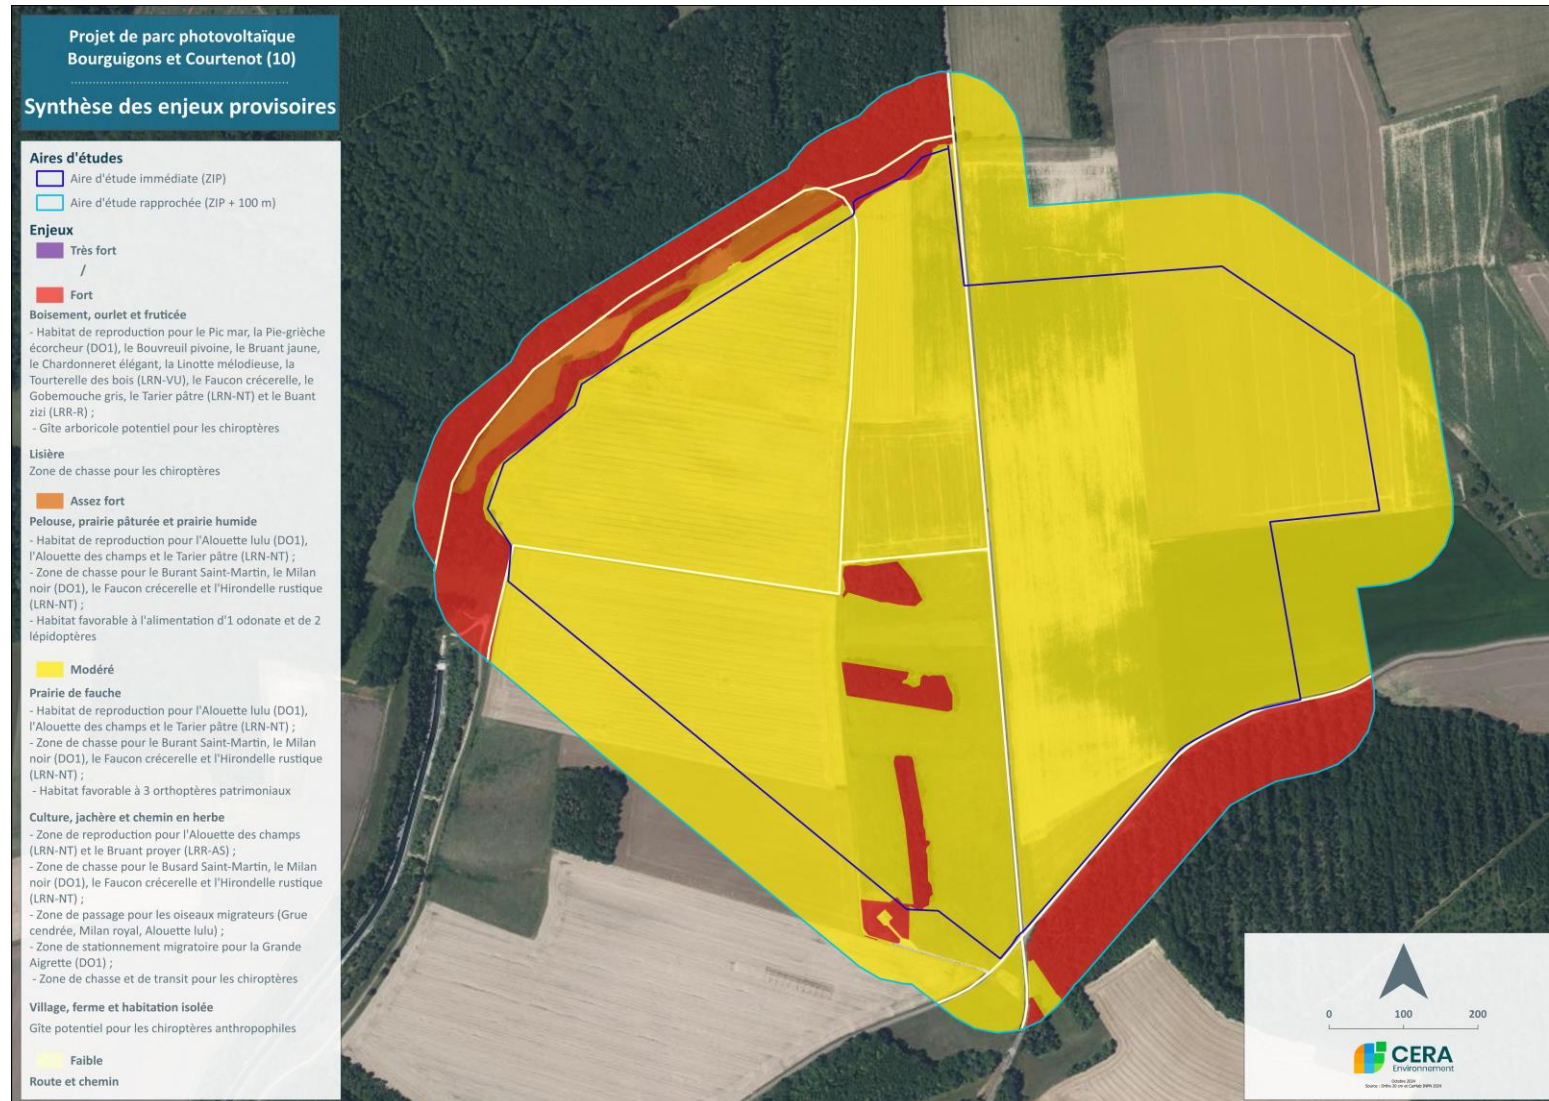 Projet de parc photovoltaïque
Bourguigons et Courtenot (10)
Synthèse des enjeux provisoires
Aires d'études
Aire d'étude immédiate (ZIP)
Aire d'étude rapprochée (ZIP + 100 m)
Enjeux
Très fort
/
Fort
Boisement, ourlet et fruticée
- Habitat de reproduction pour le Pic mar, la Pie-grièche
écorcheur (DO1), le Bouvreuil pivoine, le Bruant jaune,
le Chardonneret élégant, la Linotte mélodieuse, la
Tourterelle des bois (LRN-VU), le Faucon crécerelle, le
Gobemouche gris, le Tarier pâtre (LRN-NT) et le Buant
zizi (LRR-R) ;
- Gîte arboricole potentiel pour les chiroptères
Lisière
Zone de chasse pour les chiroptères
Assez fort
Pelouse, prairie pâturée et prairie humide
- Habitat de reproduction pour l'Alouette lulu (DO1),
l'Alouette des champs et le Tarier pâtre (LRN-NT) ;
- Zone de chasse pour le Burant Saint-Martin, le Milan
noir (DO1), le Faucon crécerelle et l'Hirondelle rustique
(LRN-NT) ;
- Habitat favorable à l'alimentation d'1 odonate et de 2
lépidoptères
Modéré
Prairie de fauche
- Habitat de reproduction pour l'Alouette lulu (DO1),
l'Alouette des champs et le Tarier pâtre (LRN-NT) ;
- Zone de chasse pour le Burant Saint-Martin, le Milan
noir (DO1), le Faucon crécerelle et l'Hirondelle rustique
(LRN-NT) ;
- Habitat favorable à 3 orthoptères patrimoniaux
Culture, jachère et chemin en herbe
- Zone de reproduction pour l'Alouette des champs
(LRN-NT) et le Bruant proyer (LRR-AS) ;
- Zone de chasse pour le Busard Saint-Martin, le Milan
noir (DO1), le Faucon crécerelle et l'Hirondelle rustique
(LRN-NT) ;
- Zone de passage pour les oiseaux migrateurs (Grue
cendrée, Milan royal, Alouette lulu) ;
- Zone de stationnement migratoire pour la Grande
Aigrette (DO1) ;
- Zone de chasse et de transit pour les chiroptères
Village, ferme et habitation isolée
Gîte potentiel pour les chiroptères anthropophiles
Faible
Route et chemin
0 100 200
CERA
Environnement
Octobre 2024